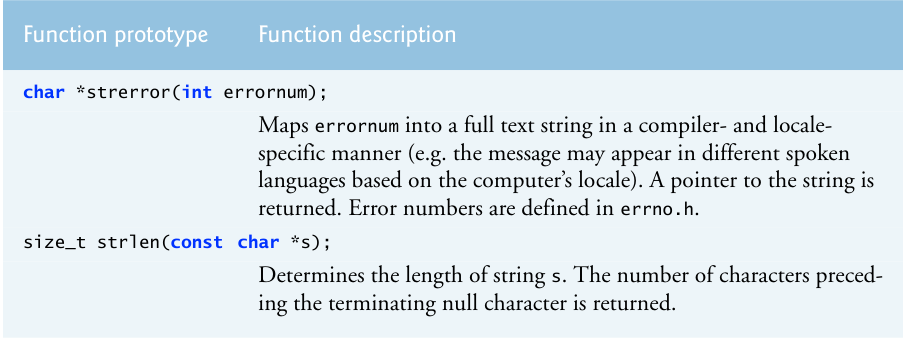 Function prototype Function description
char *strerror(int errornum);
Maps errornum into a full text string in a compiler- and locale-
specific manner (e.g. the message may appear in different spoken
languages based on the computer’s locale). A pointer to the string is
returned. Error numbers are defined in errno.h.
size_t strlen(const char *s);
Determines the length of string s. The number of characters preced-
ing the terminating null character is returned.